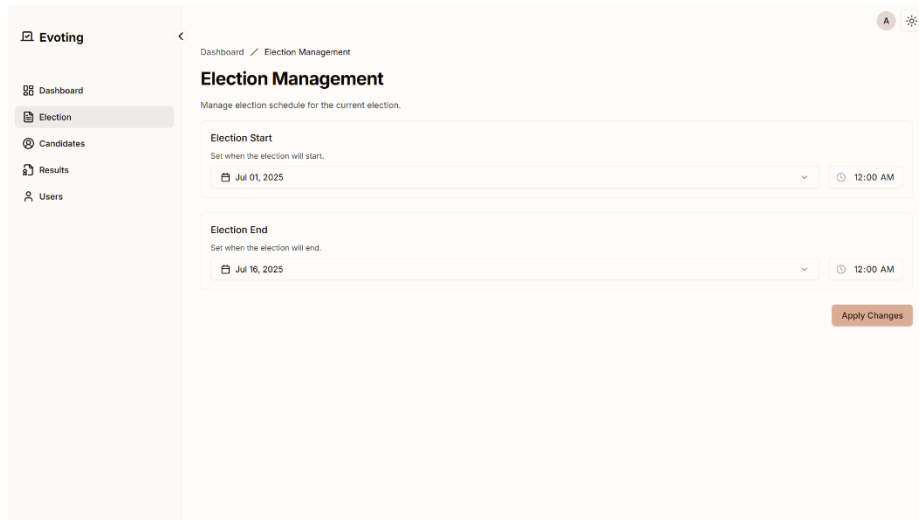 Evoting
Dashboard
Election
Candidates
Results
Users
A
Dashboard / Election Management
Election Management
Manage election schedule for the current election.
Election Start
Set when the election will start.
Jul 01, 2025 12:00 AM
Election End
Set when the election will end.
Jul 16, 2025 12:00 AM
Apply Changes